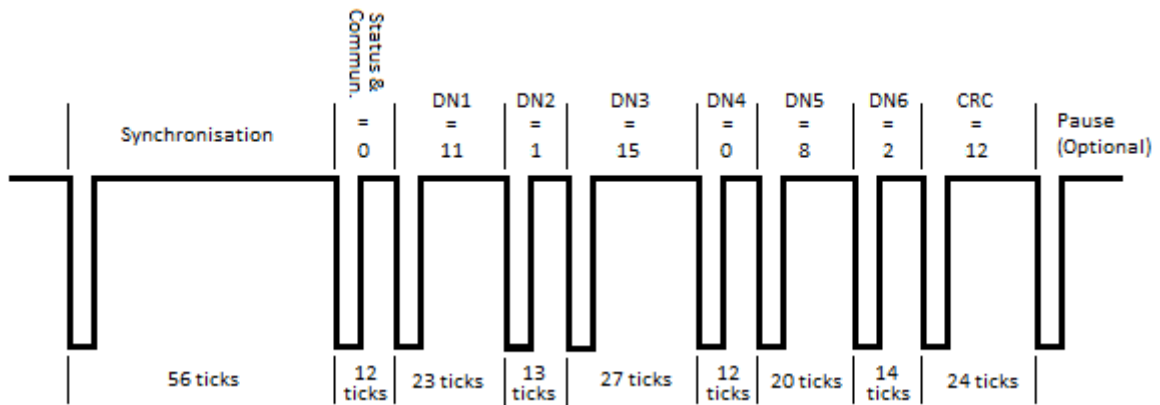 Status &
Commun.
=
0
Synchronisation
DN1
=
11
DN2
=
1
DN3
=
15
DN4
=
0
DN5
=
8
DN6
=
2
CRC
=
12
Pause
(Optional)
56 ticks
12
ticks
23 ticks
13
ticks
27 ticks
12
ticks
20 ticks
14
ticks
24 ticks